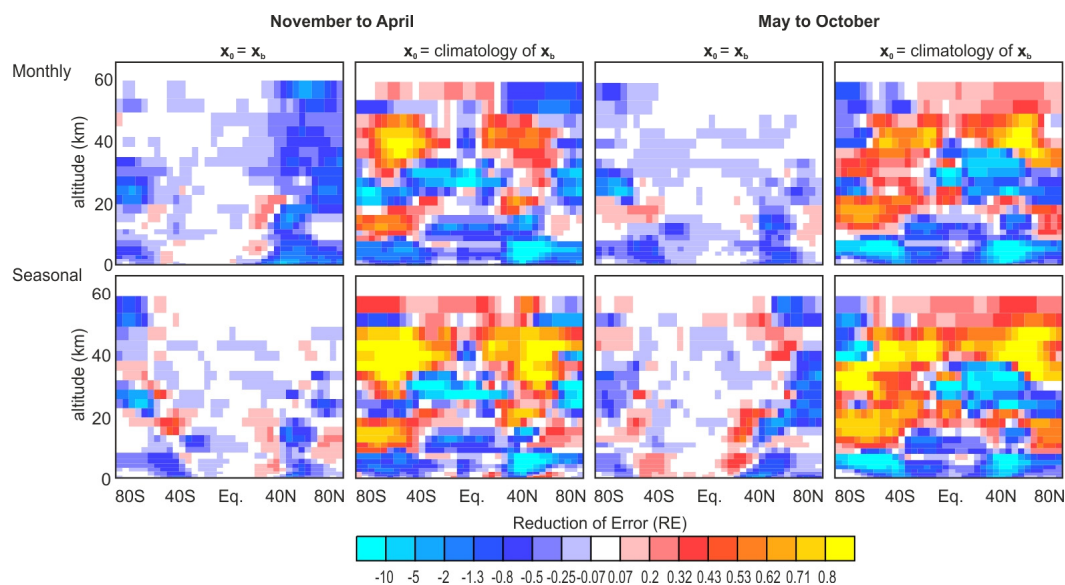 November to April
May to October
x₀ = x_b
x₀ = climatology of x_b
x₀ = x_b
x₀ = climatology of x_b
Monthly
60
40
20
0
altitude (km)
Seasonal
60
40
20
0
altitude (km)
80S 40S Eq. 40N 80N
80S 40S Eq. 40N 80N
80S 40S Eq. 40N 80N
80S 40S Eq. 40N 80N
Reduction of Error (RE)
-10 -5 -2 -1.3 -0.8 -0.5 -0.25 -0.07 0.07 0.2 0.32 0.43 0.53 0.62 0.71 0.8